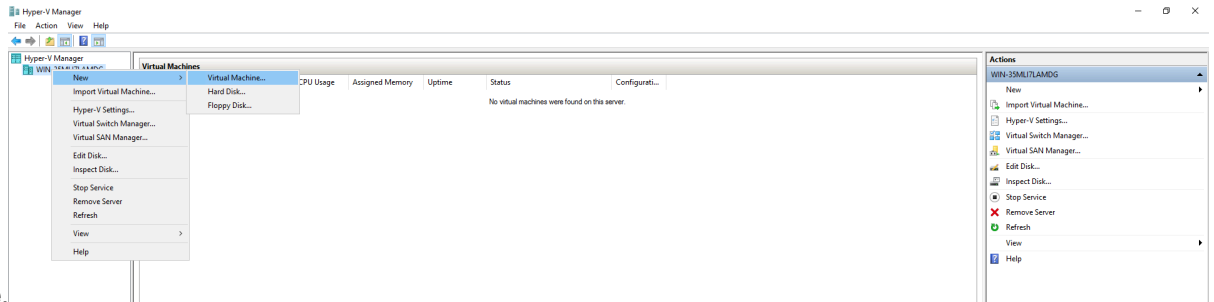 Hyper-V Manager
File Action View Help
Hyper-V Manager
Virtual Machines
CPU Usage Assigned Memory Uptime Status Configurati...
No virtual machines were found on this server.
New
Import Virtual Machine...
Hyper-V Settings...
Virtual Switch Manager...
Virtual SAN Manager...
Edit Disk...
Inspect Disk...
Stop Service
Remove Server
Refresh
View
Help
Virtual Machine...
Hard Disk...
Floppy Disk...
Actions
WIN-35MLI7LAMDG
New
Import Virtual Machine...
Hyper-V Settings...
Virtual Switch Manager...
Virtual SAN Manager...
Edit Disk...
Inspect Disk...
Stop Service
Remove Server
Refresh
View
Help